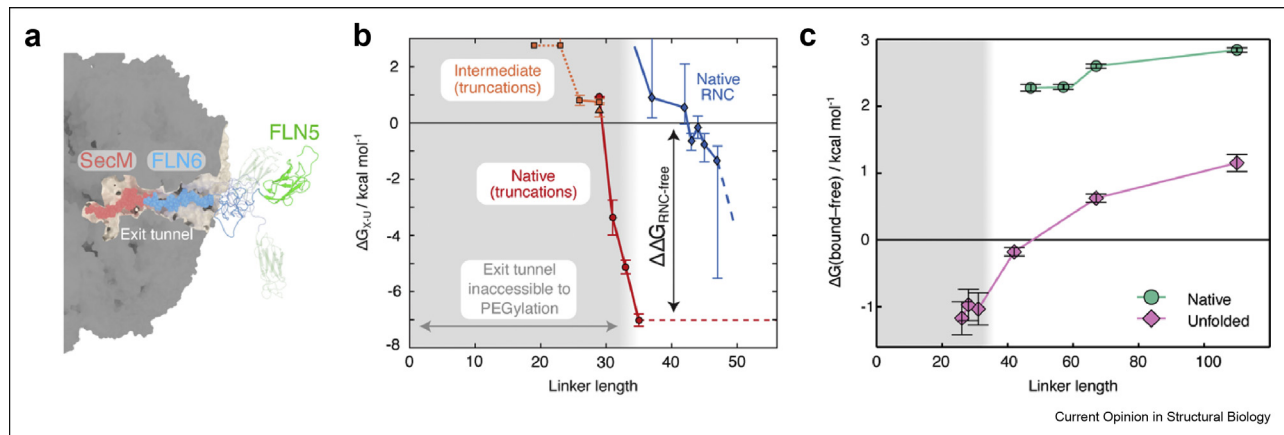 a
SecM
FLN6
FLN5
Exit tunnel
b
2
0
-2
-4
-6
-8
ΔG_X-U / kcal mol⁻¹
Intermediate
(truncations)
Native
RNC
Native
(truncations)
ΔΔG_RNC-free
Exit tunnel
inaccessible to
PEGylation
0 10 20 30 40 50
Linker length
c
3
2
1
0
-1
ΔG(bound–free) / kcal mol⁻¹
Native
Unfolded
0 20 40 60 80 100
Linker length
Current Opinion in Structural Biology